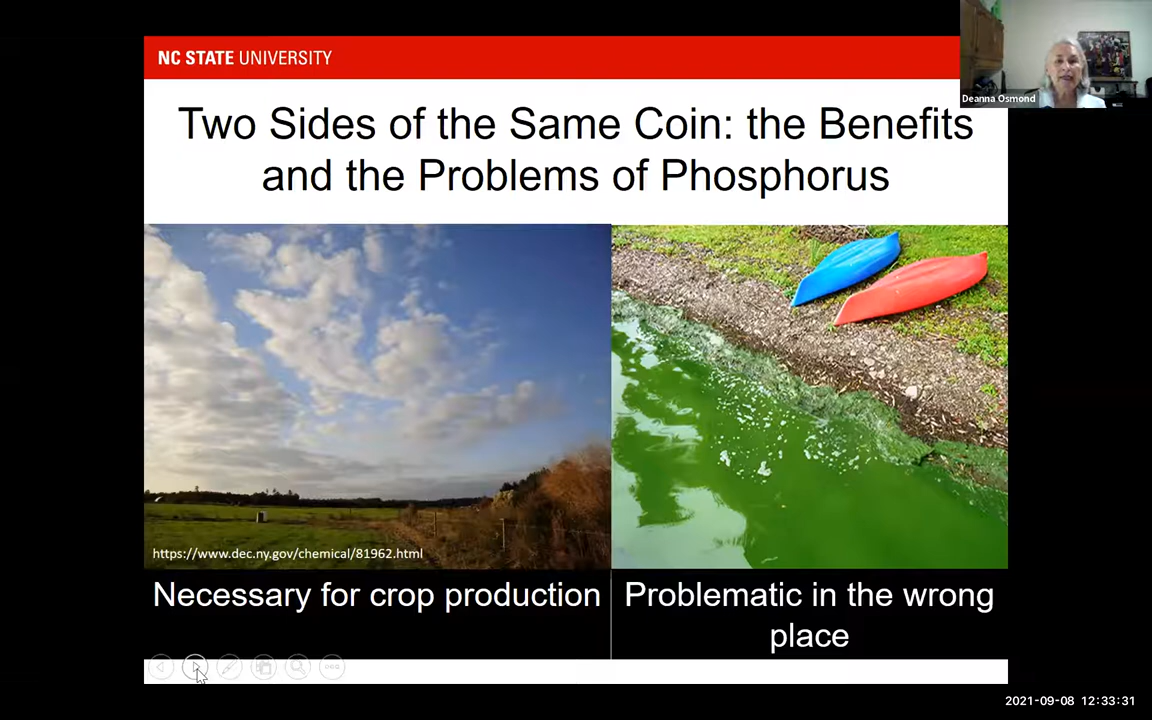 NC STATE UNIVERSITY
Deanna Osmond
Two Sides of the Same Coin: the Benefits
and the Problems of Phosphorus
https://www.dec.ny.gov/chemical/81962.html
Necessary for crop production
Problematic in the wrong
place
2021-09-08 12:33:31